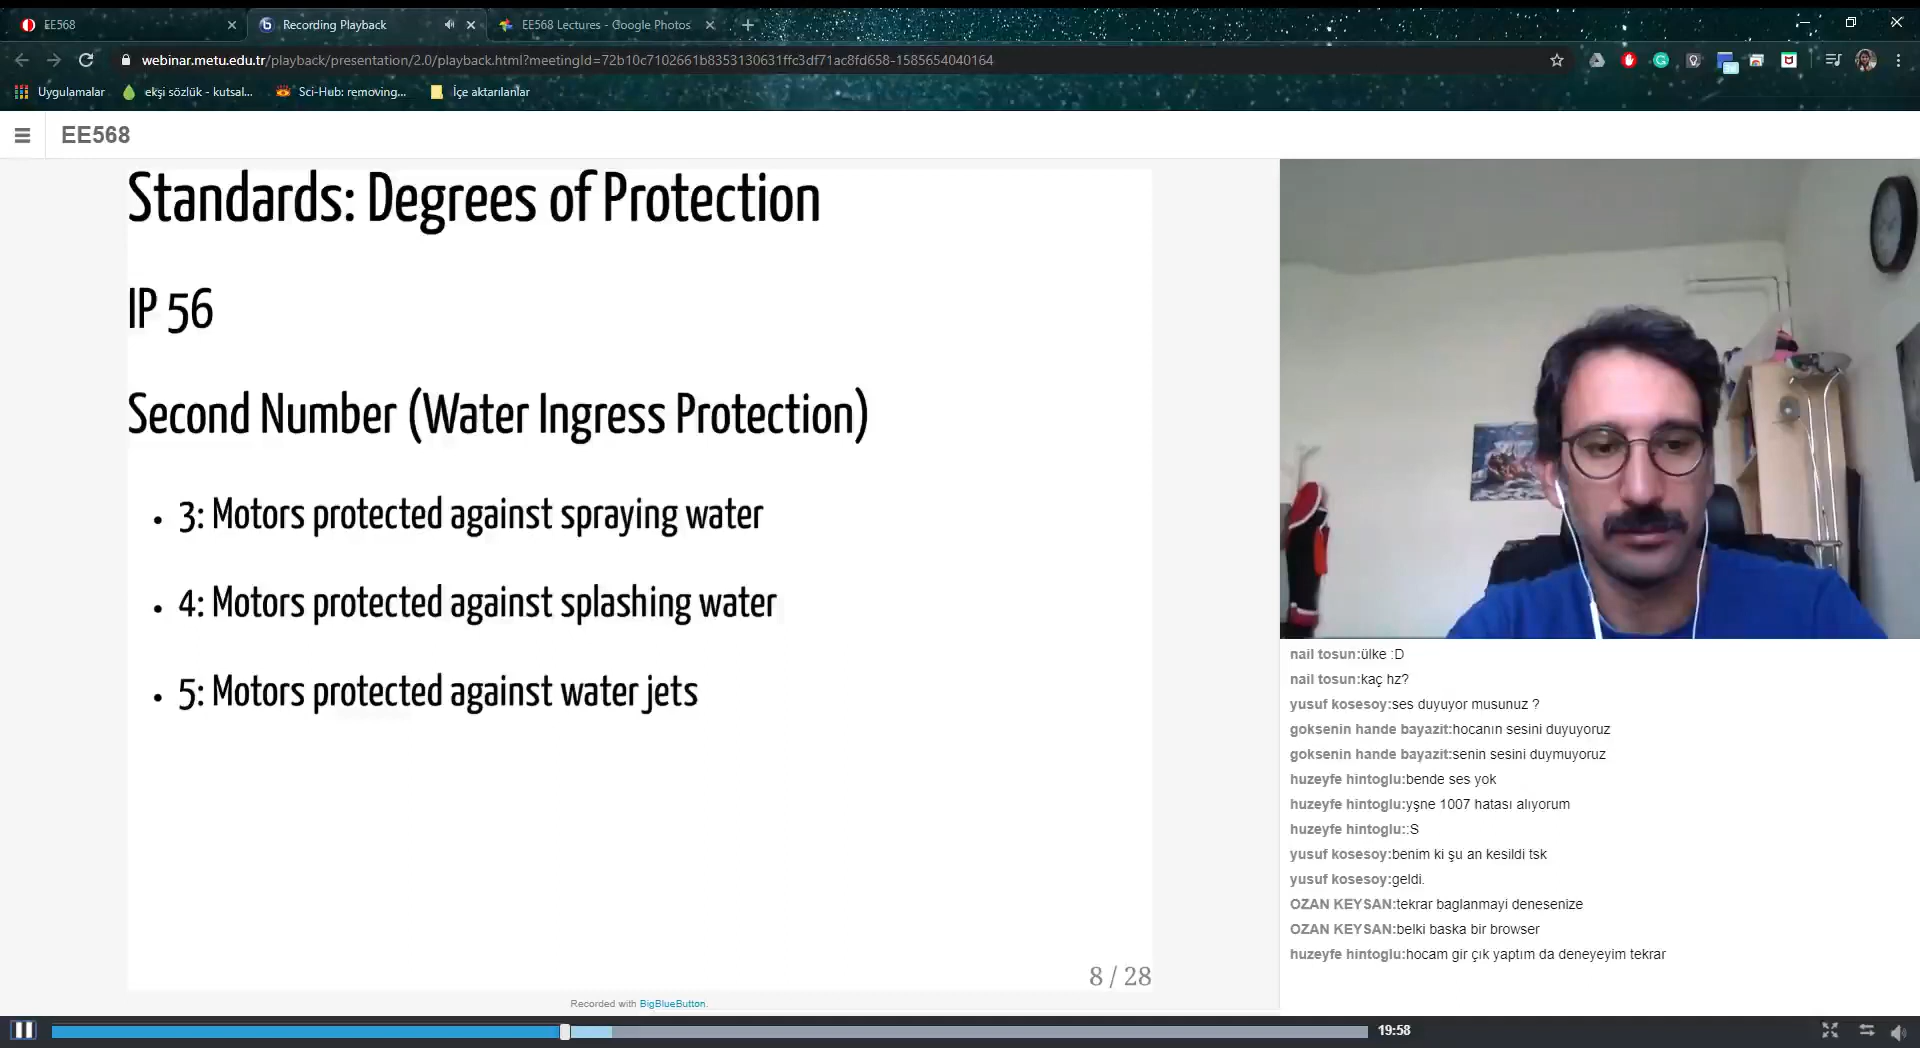 EE568
Recording Playback
EE568 Lectures - Google Photos
webinar.metu.edu.tr/playback/presentation/2.0/playback.html?meetingId=72b10c7102661b8353130631ffc3df71ac8fd658-1585654040164
Uygulamalar
ekşi sözlük - kutsal...
Sci-Hub: removing...
İçe aktarılanlar
EE568
Standards: Degrees of Protection
IP 56
Second Number (Water Ingress Protection)
• 3: Motors protected against spraying water
• 4: Motors protected against splashing water
• 5: Motors protected against water jets
8 / 28
Recorded with BigBlueButton.
nail tosun:ülke :D
nail tosun:kaç hz?
yusuf kosesoy:ses duyuyor musunuz ?
goksenin hande bayazit:hocanın sesini duyuyoruz
goksenin hande bayazit:senin sesini duymuyoruz
huzeyfe hintoglu:bende ses yok
huzeyfe hintoglu:yşne 1007 hatası alıyorum
huzeyfe hintoglu::S
yusuf kosesoy:benim ki şu an kesildi tsk
yusuf kosesoy:geldi.
OZAN KEYSAN:tekrar baglanmayi denesenize
OZAN KEYSAN:belki baska bir browser
huzeyfe hintoglu:hocam gir çık yaptım da deneyeyim tekrar
19:58